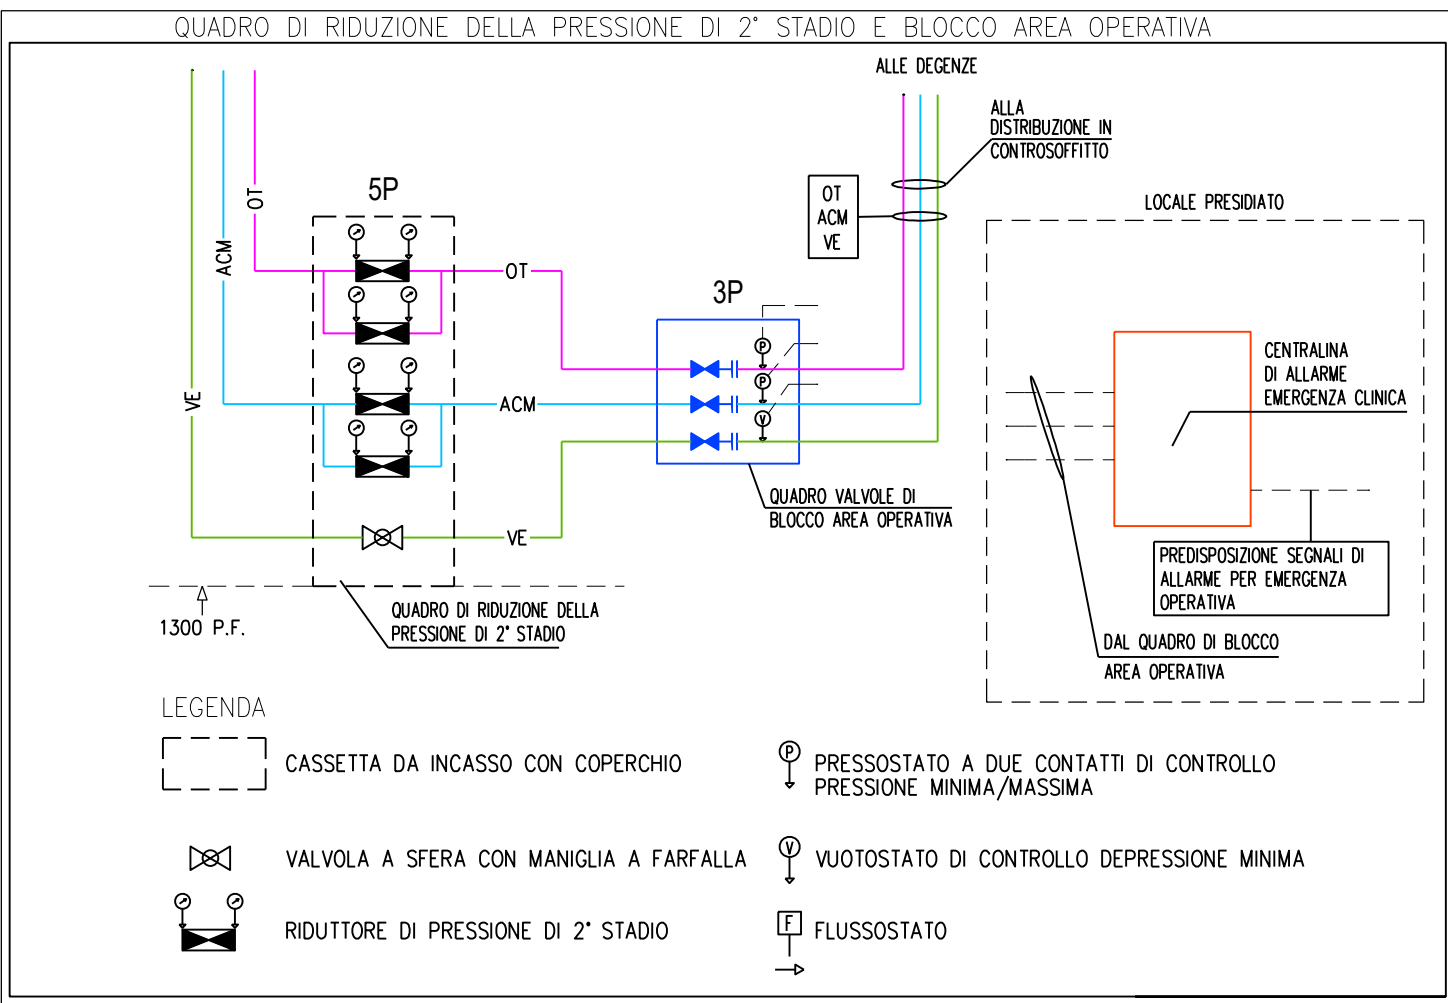 QUADRO DI RIDUZIONE DELLA PRESSIONE DI 2° STADIO E BLOCCO AREA OPERATIVA
ALLE DEGENZE
ALLA
DISTRIBUZIONE IN
CONTROSOFFITTO
OT
ACM
VE
LOCALE PRESIDIATO
5P
OT
ACM
VE
OT
ACM
VE
3P
P
P
V
QUADRO VALVOLE DI
BLOCCO AREA OPERATIVA
CENTRALINA
DI ALLARME
EMERGENZA CLINICA
PREDISPOSIZIONE SEGNALI DI
ALLARME PER EMERGENZA
OPERATIVA
DAL QUADRO DI BLOCCO
AREA OPERATIVA
1300 P.F.
QUADRO DI RIDUZIONE DELLA
PRESSIONE DI 2° STADIO
LEGENDA
CASSETTA DA INCASSO CON COPERCHIO
VALVOLA A SFERA CON MANIGLIA A FARFALLA
RIDUTTORE DI PRESSIONE DI 2° STADIO
P
PRESSOSTATO A DUE CONTATTI DI CONTROLLO
PRESSIONE MINIMA/MASSIMA
V
VUOTOSTATO DI CONTROLLO DEPRESSIONE MINIMA
F
FLUSSOSTATO